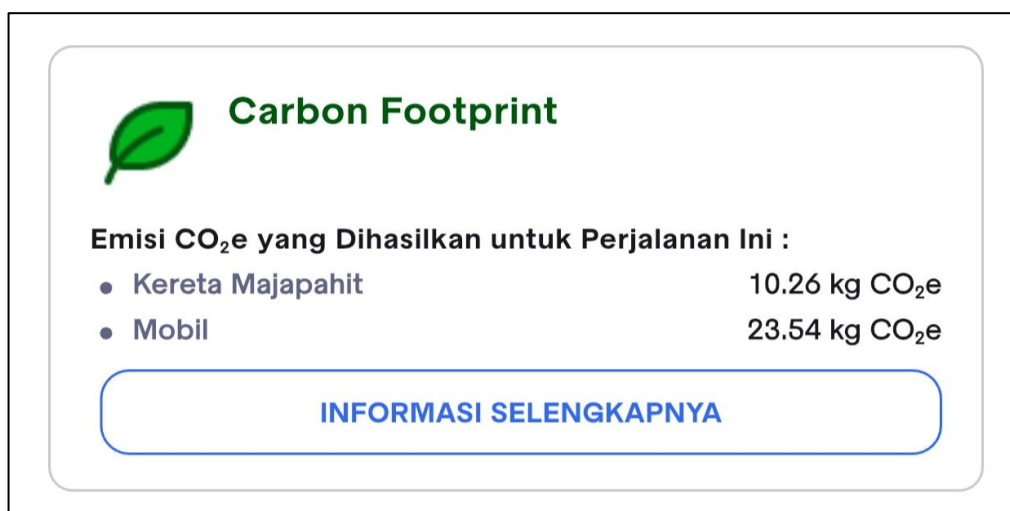 Carbon Footprint
Emisi CO₂e yang Dihasilkan untuk Perjalanan Ini :
• Kereta Majapahit 10.26 kg CO₂e
• Mobil 23.54 kg CO₂e
INFORMASI SELENGKAPNYA